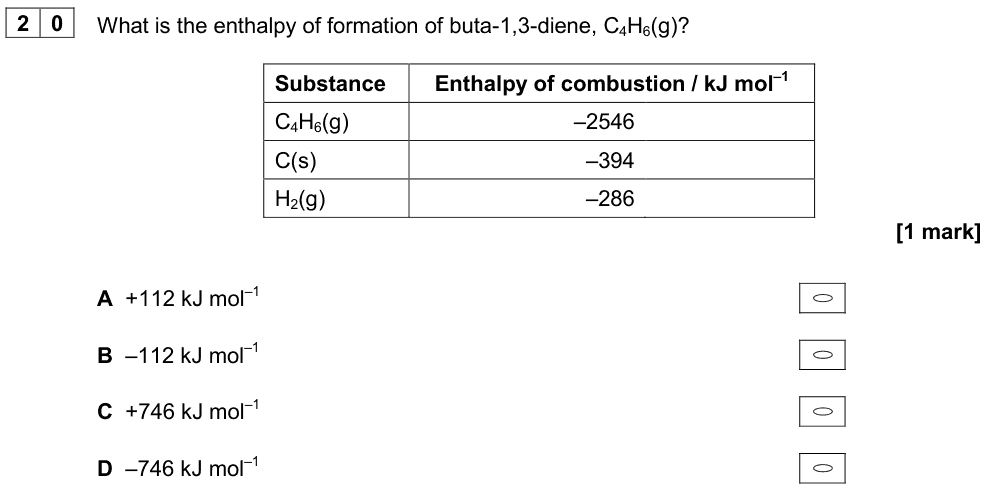 2 0 What is the enthalpy of formation of buta-1,3-diene, C₄H₆(g)?
Substance Enthalpy of combustion / kJ mol⁻¹
C₄H₆(g) –2546
C(s) –394
H₂(g) –286
[1 mark]
A +112 kJ mol⁻¹
B –112 kJ mol⁻¹
C +746 kJ mol⁻¹
D –746 kJ mol⁻¹